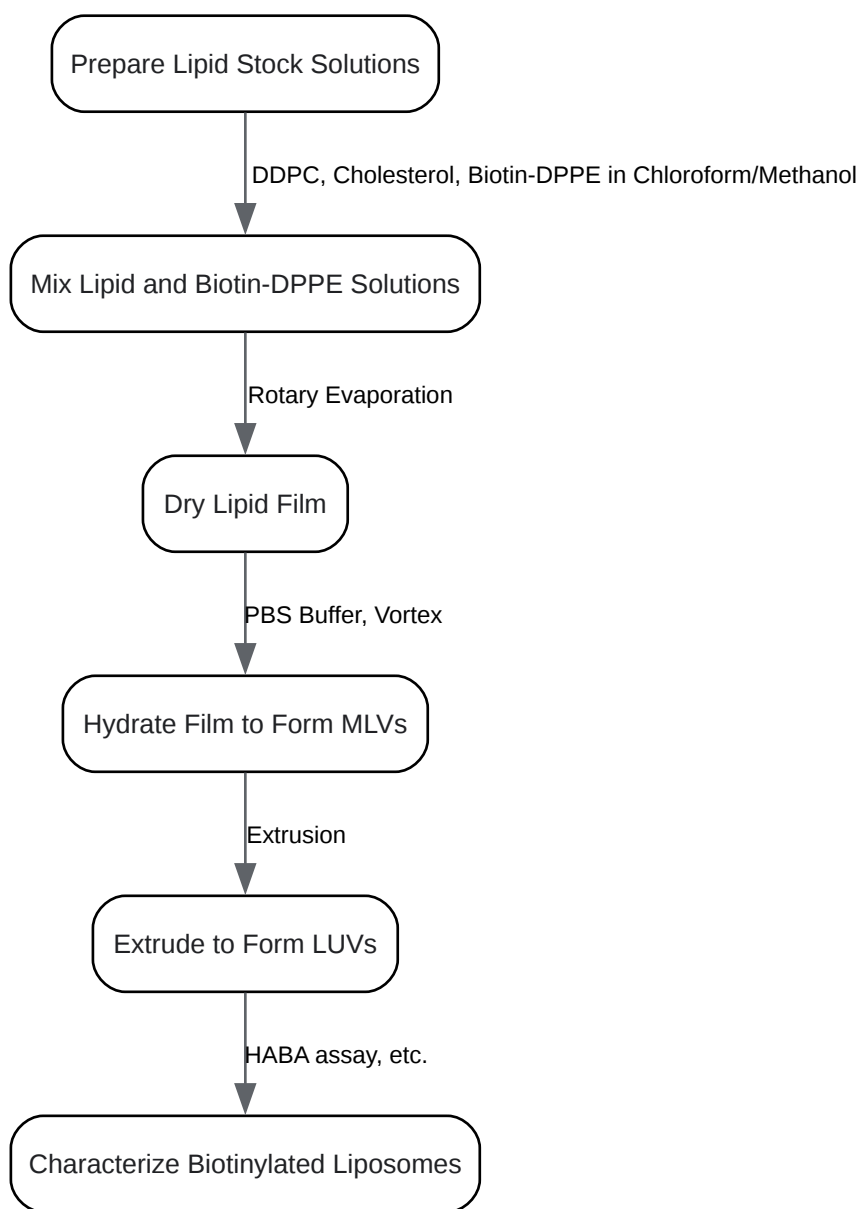 Prepare Lipid Stock Solutions
DDPC, Cholesterol, Biotin-DPPE in Chloroform/Methanol
Mix Lipid and Biotin-DPPE Solutions
Rotary Evaporation
Dry Lipid Film
PBS Buffer, Vortex
Hydrate Film to Form MLVs
Extrusion
Extrude to Form LUVs
HABA assay, etc.
Characterize Biotinylated Liposomes